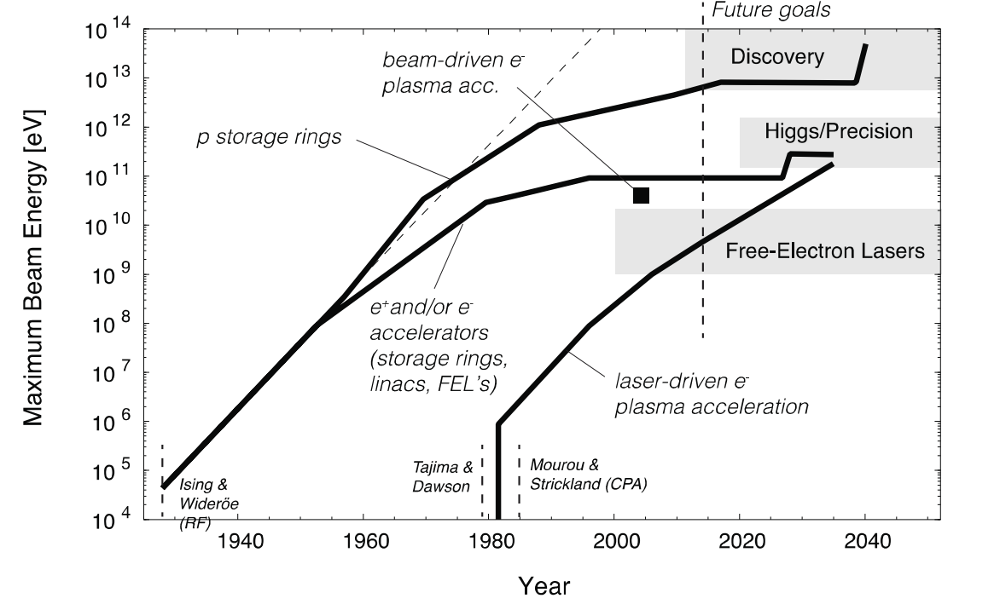 Future goals
10^14
10^13
10^12
10^11
10^10
10^9
10^8
10^7
10^6
10^5
10^4
Maximum Beam Energy [eV]
Discovery
beam-driven e^-
plasma acc.
Higgs/Precision
p storage rings
Free-Electron Lasers
e^+ and/or e^-
accelerators
(storage rings,
linacs, FEL's)
laser-driven e^-
plasma acceleration
Ising &
Wideröe
(RF)
Tajima &
Dawson
Mourou &
Strickland (CPA)
1940
1960
1980
2000
2020
2040
Year